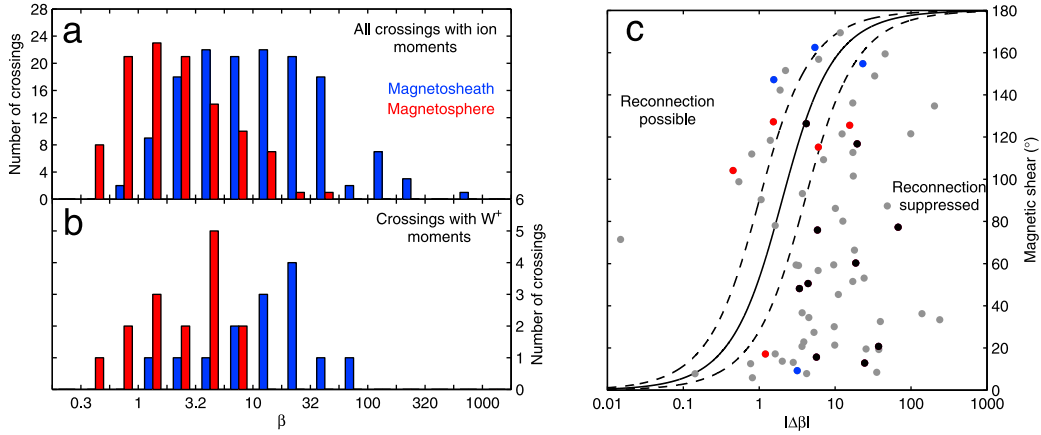 a
All crossings with ion
moments
Magnetosheath
Magnetosphere
Number of crossings
28
24
20
16
12
8
4
0
b
Crossings with W⁺
moments
Number of crossings
6
5
4
3
2
1
0
0.3
1
3.2
10
32
100
320
1000
β
c
Reconnection
possible
Reconnection
suppressed
Magnetic shear (°)
180
160
140
120
100
80
60
40
20
0
0.01
0.1
1
10
100
1000
|Δβ|